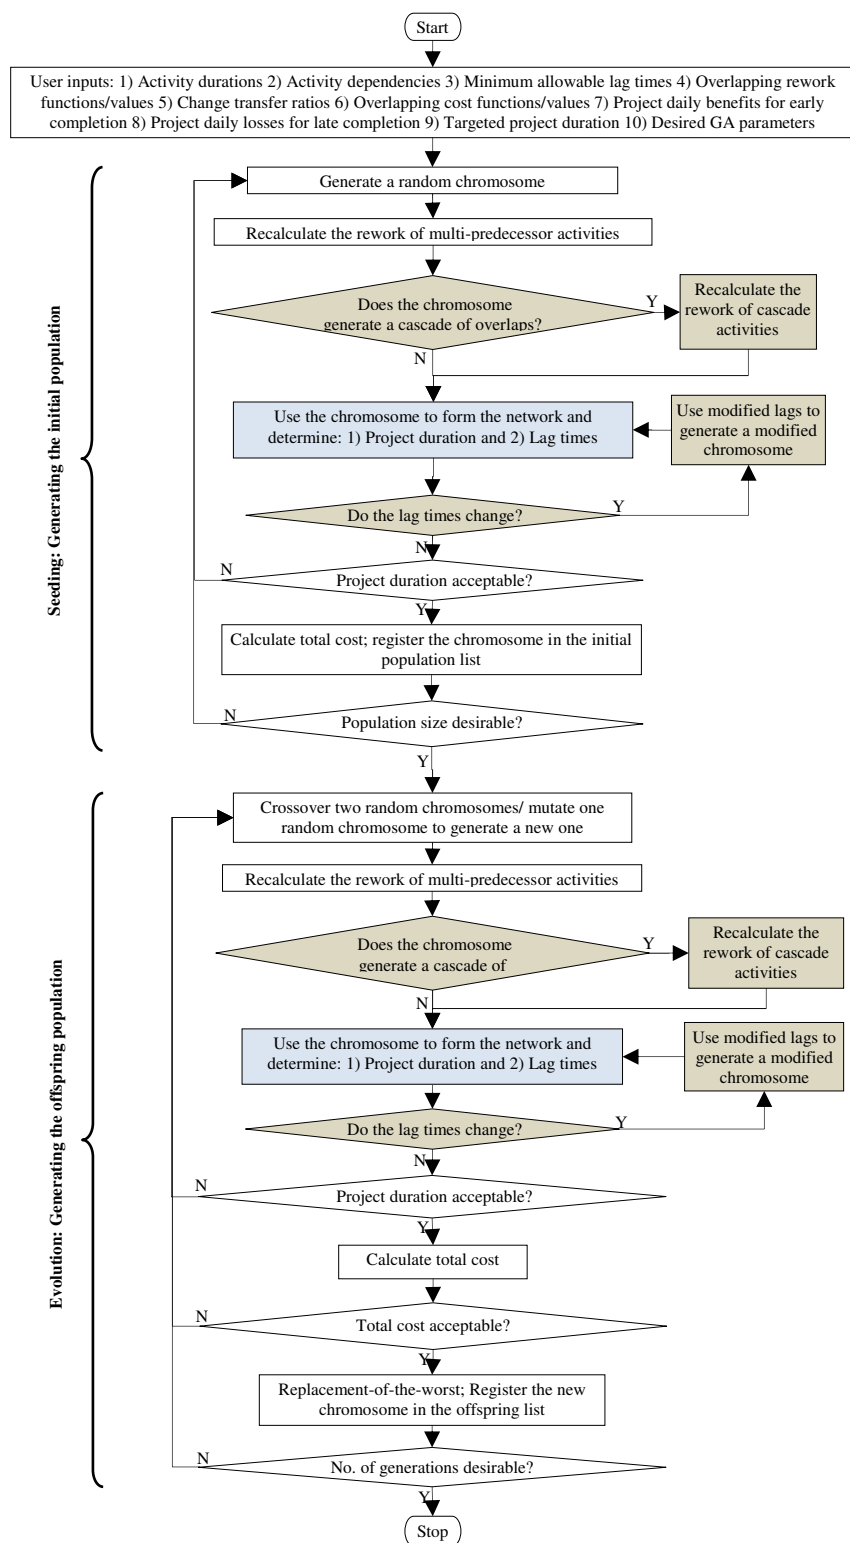 Start
User inputs: 1) Activity durations 2) Activity dependencies 3) Minimum allowable lag times 4) Overlapping rework
functions/values 5) Change transfer ratios 6) Overlapping cost functions/values 7) Project daily benefits for early
completion 8) Project daily losses for late completion 9) Targeted project duration 10) Desired GA parameters
Seeding: Generating the initial population
Generate a random chromosome
Recalculate the rework of multi-predecessor activities
Does the chromosome
generate a cascade of overlaps?
Y
Recalculate the
rework of cascade
activities
N
Use the chromosome to form the network and
determine: 1) Project duration and 2) Lag times
Use modified lags to
generate a modified
chromosome
Do the lag times change?
Y
N
Project duration acceptable?
N
Y
Calculate total cost; register the chromosome in the initial
population list
Population size desirable?
N
Y
Evolution: Generating the offspring population
Crossover two random chromosomes/ mutate one
random chromosome to generate a new one
Recalculate the rework of multi-predecessor activities
Does the chromosome
generate a cascade of
Y
Recalculate the
rework of cascade
activities
N
Use the chromosome to form the network and
determine: 1) Project duration and 2) Lag times
Use modified lags to
generate a modified
chromosome
Do the lag times change?
Y
N
Project duration acceptable?
N
Y
Calculate total cost
Total cost acceptable?
N
Y
Replacement-of-the-worst; Register the new
chromosome in the offspring list
No. of generations desirable?
N
Y
Stop